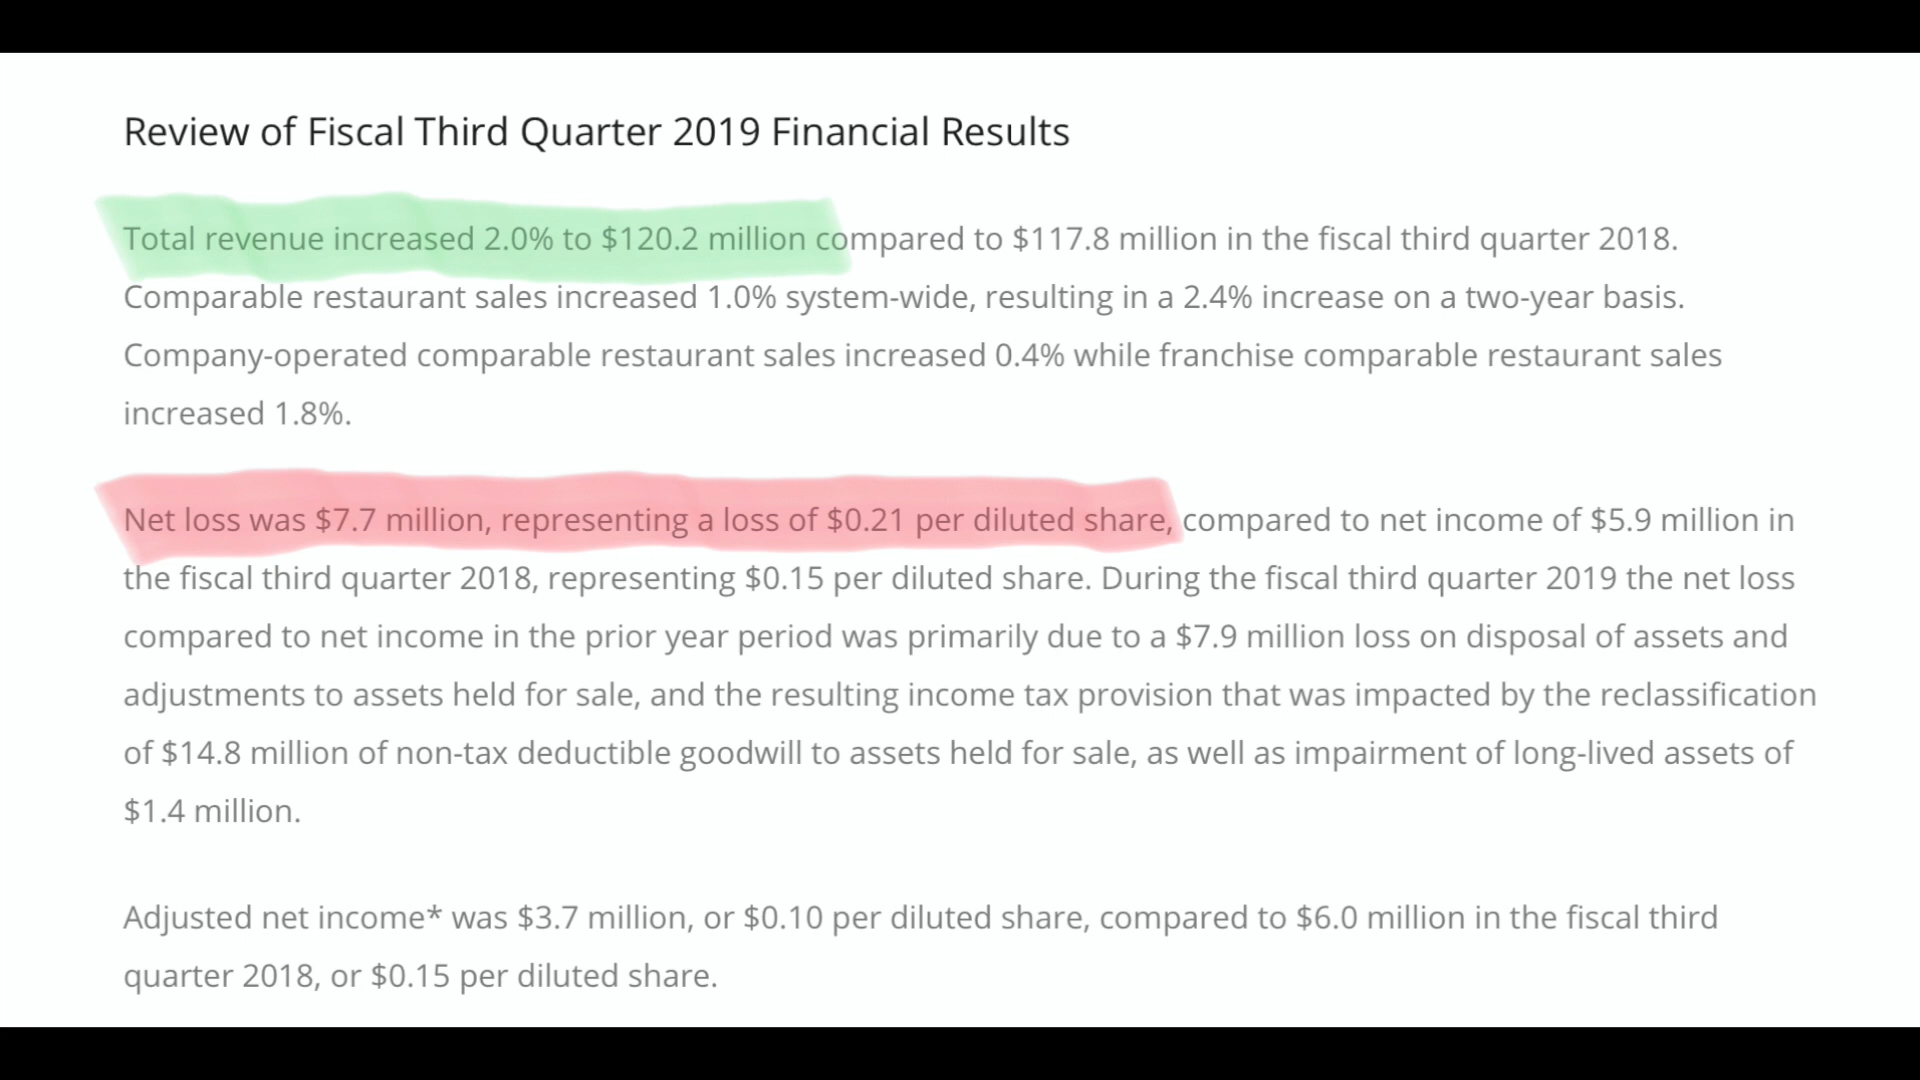 Review of Fiscal Third Quarter 2019 Financial Results
Total revenue increased 2.0% to $120.2 million compared to $117.8 million in the fiscal third quarter 2018.
Comparable restaurant sales increased 1.0% system-wide, resulting in a 2.4% increase on a two-year basis.
Company-operated comparable restaurant sales increased 0.4% while franchise comparable restaurant sales
increased 1.8%.
Net loss was $7.7 million, representing a loss of $0.21 per diluted share, compared to net income of $5.9 million in
the fiscal third quarter 2018, representing $0.15 per diluted share. During the fiscal third quarter 2019 the net loss
compared to net income in the prior year period was primarily due to a $7.9 million loss on disposal of assets and
adjustments to assets held for sale, and the resulting income tax provision that was impacted by the reclassification
of $14.8 million of non-tax deductible goodwill to assets held for sale, as well as impairment of long-lived assets of
$1.4 million.
Adjusted net income* was $3.7 million, or $0.10 per diluted share, compared to $6.0 million in the fiscal third
quarter 2018, or $0.15 per diluted share.